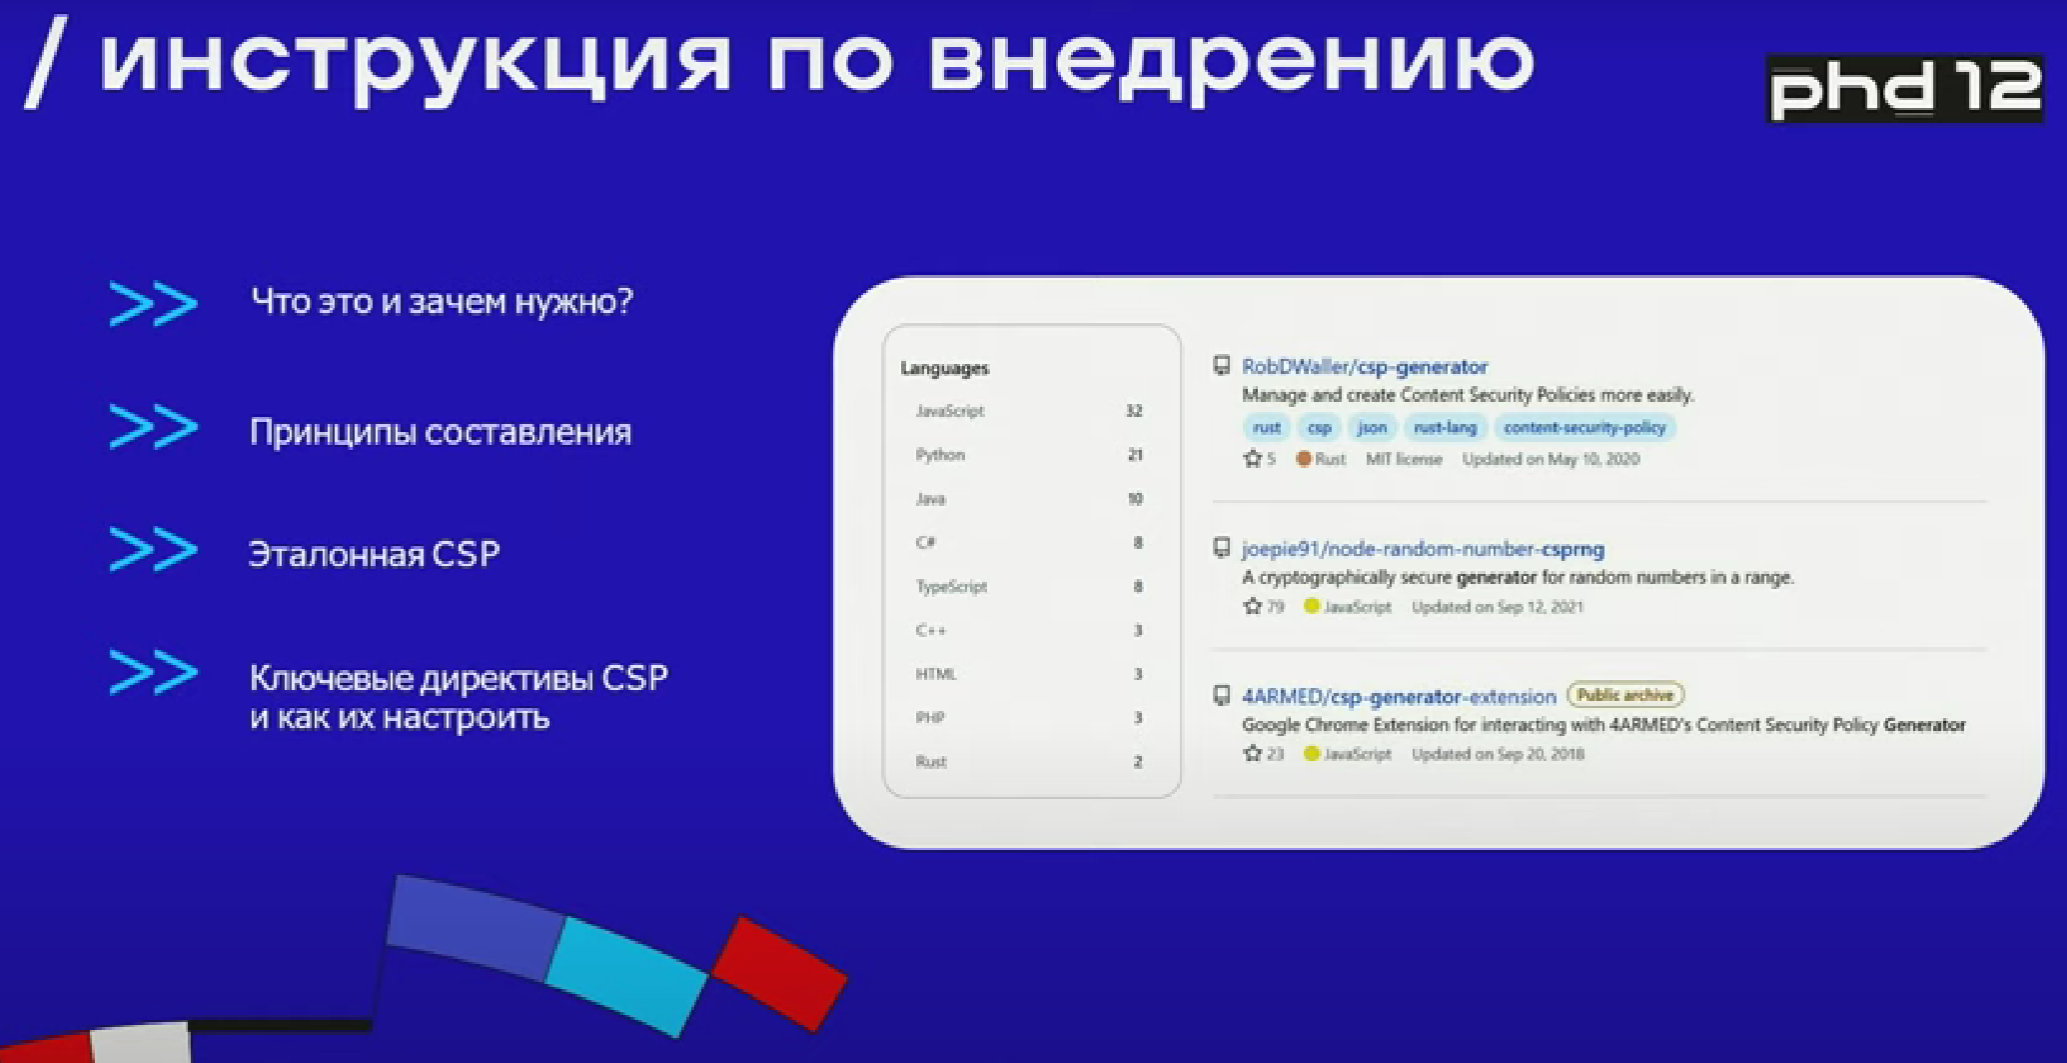 / инструкция по внедрению
phd 12
>> Что это и зачем нужно?
>> Принципы составления
>> Эталонная CSP
>> Ключевые директивы CSP
и как их настроить
Languages
JavaScript 32
Python 21
Java 10
C# 8
TypeScript 8
C++ 3
HTML 3
PHP 3
Rust 2
RobDWaller/csp-generator
Manage and create Content Security Policies more easily.
rust csp json rust-lang content-security-policy
5 Rust MIT license Updated on May 10, 2020
joepie91/node-random-number-csprng
A cryptographically secure generator for random numbers in a range.
79 JavaScript Updated on Sep 12, 2021
4ARMED/csp-generator-extension Public archive
Google Chrome Extension for interacting with 4ARMED's Content Security Policy Generator
23 JavaScript Updated on Sep 20, 2018